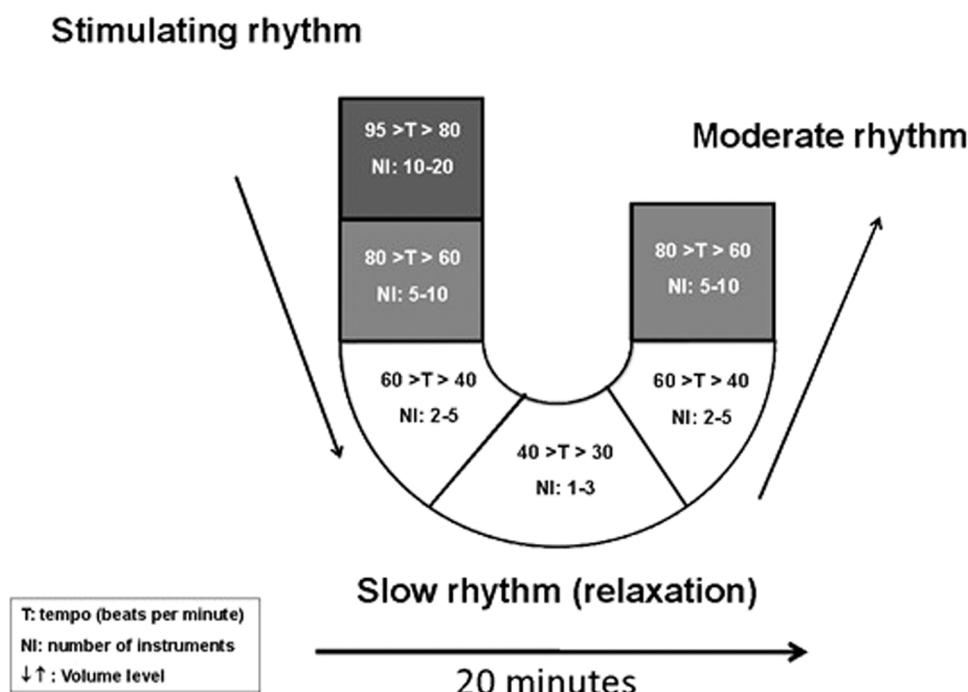 Stimulating rhythm
95 >T > 80
NI: 10-20
Moderate rhythm
80 >T > 60
NI: 5-10
80 >T > 60
NI: 5-10
60 >T > 40
NI: 2-5
60 >T > 40
NI: 2-5
40 >T > 30
NI: 1-3
Slow rhythm (relaxation)
T: tempo (beats per minute)
NI: number of instruments
↓↑ : Volume level
20 minutes